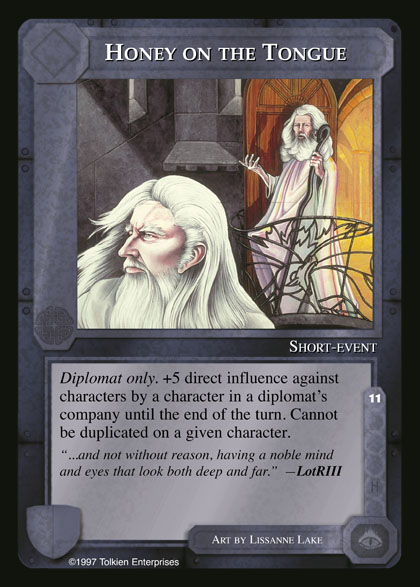 HONEY ON THE TONGUE
SHORT-EVENT
Diplomat only. +5 direct influence against
characters by a character in a diplomat's
company until the end of the turn. Cannot
be duplicated on a given character.
“...and not without reason, having a noble mind
and eyes that look both deep and far.” —LotRIII
11
H
ART BY LISSANNE LAKE
©1997 Tolkien Enterprises